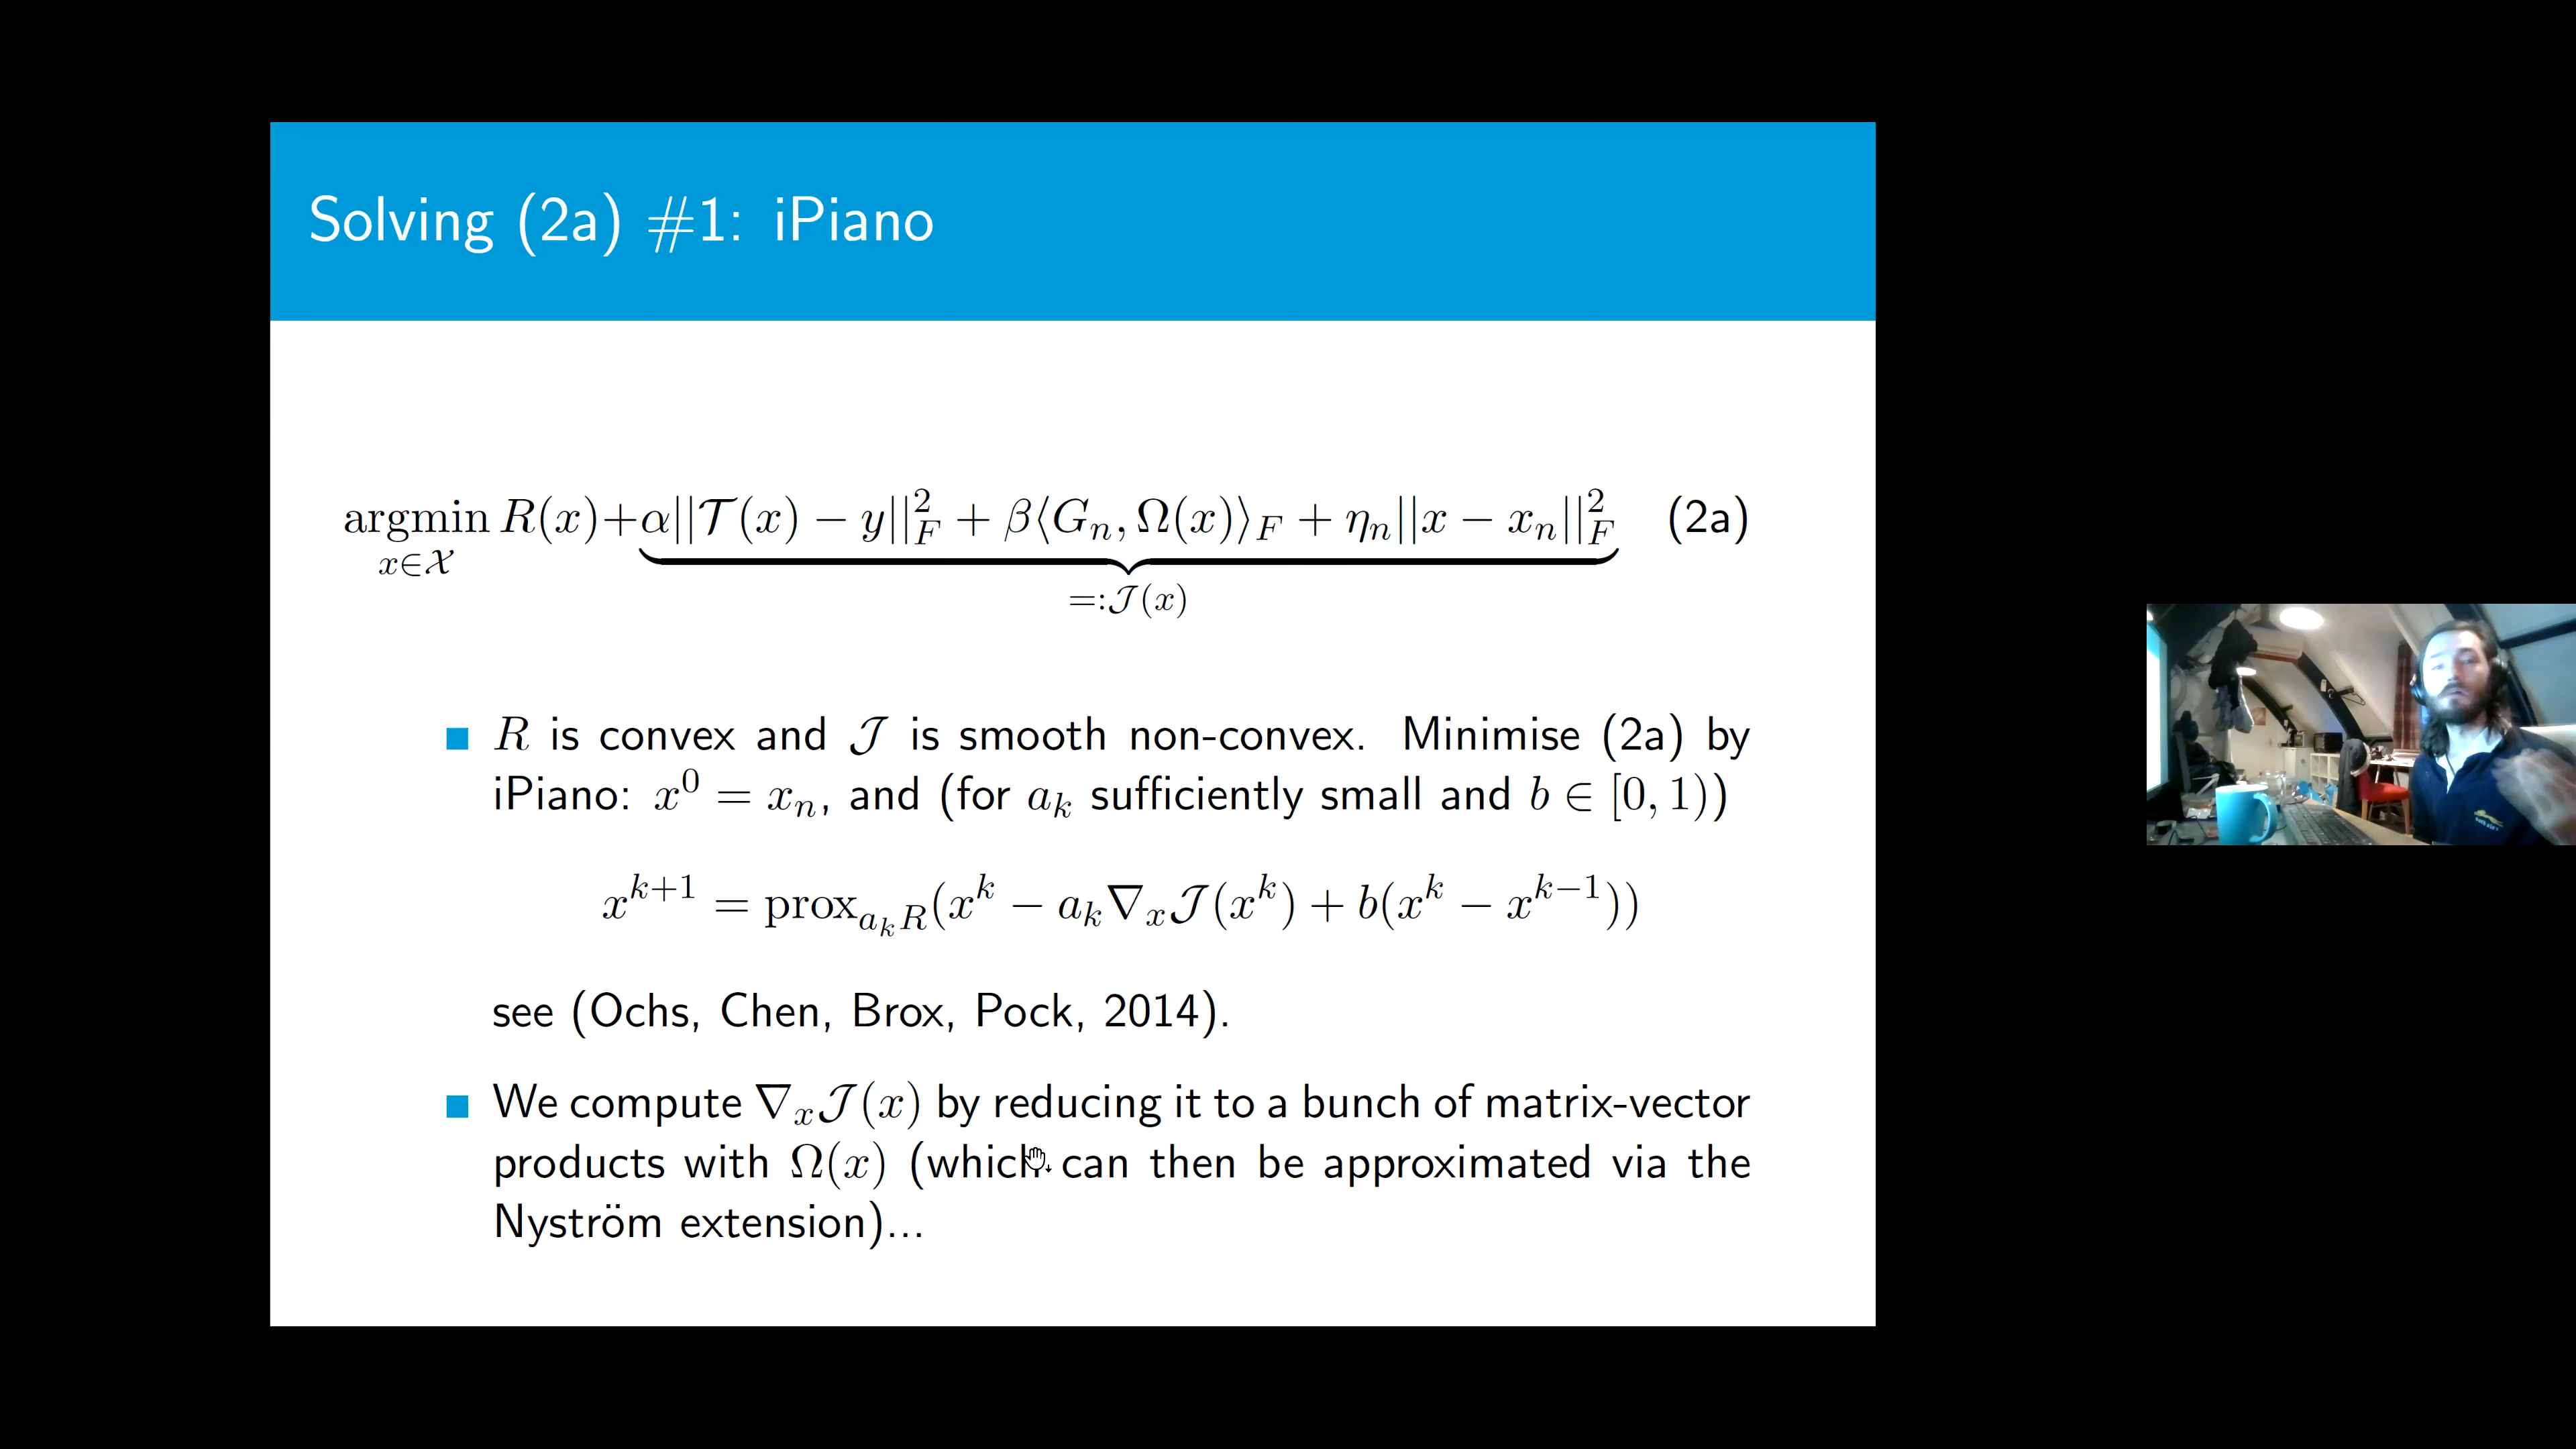 Solving (2a) #1: iPiano
argmin R(x)+α||𝒯(x) − y||²_F + β⟨G_n, Ω(x)⟩_F + η_n||x − x_n||²_F (2a)
x∈𝒳
=:𝒥(x)
R is convex and 𝒥 is smooth non-convex. Minimise (2a) by
iPiano: x⁰ = x_n, and (for a_k sufficiently small and b ∈ [0, 1))
x^{k+1} = prox_{a_k R}(x^k − a_k∇_x𝒥(x^k) + b(x^k − x^{k−1}))
see (Ochs, Chen, Brox, Pock, 2014).
We compute ∇_x𝒥(x) by reducing it to a bunch of matrix-vector
products with Ω(x) (which can then be approximated via the
Nyström extension)...